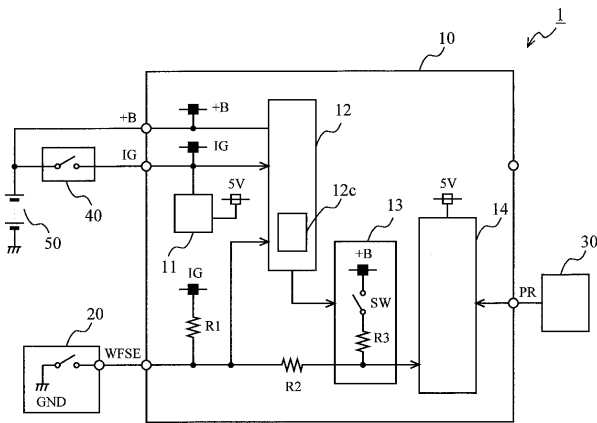 1
10
+B
+B
12
IG
IG
5V
12c
13
5V
14
40
50
11
+B
30
IG
SW
PR
20
R1
R3
WFSE
R2
GND